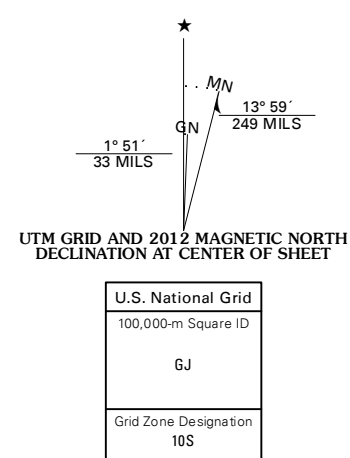 ★
MN
GN
13° 59´
249 MILS
1° 51´
33 MILS
UTM GRID AND 2012 MAGNETIC NORTH
DECLINATION AT CENTER OF SHEET
U.S. National Grid
100,000-m Square ID
GJ
Grid Zone Designation
10S